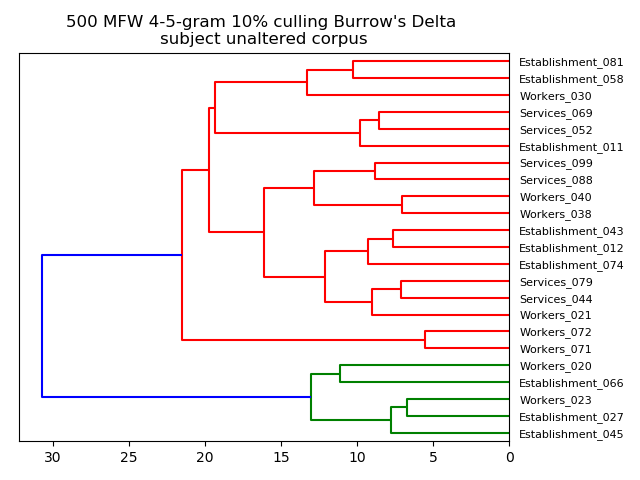 500 MFW 4-5-gram 10% culling Burrow's Delta
subject unaltered corpus
Establishment_081
Establishment_058
Workers_030
Services_069
Services_052
Establishment_011
Services_099
Services_088
Workers_040
Workers_038
Establishment_043
Establishment_012
Establishment_074
Services_079
Services_044
Workers_021
Workers_072
Workers_071
Workers_020
Establishment_066
Workers_023
Establishment_027
Establishment_045
30 25 20 15 10 5 0